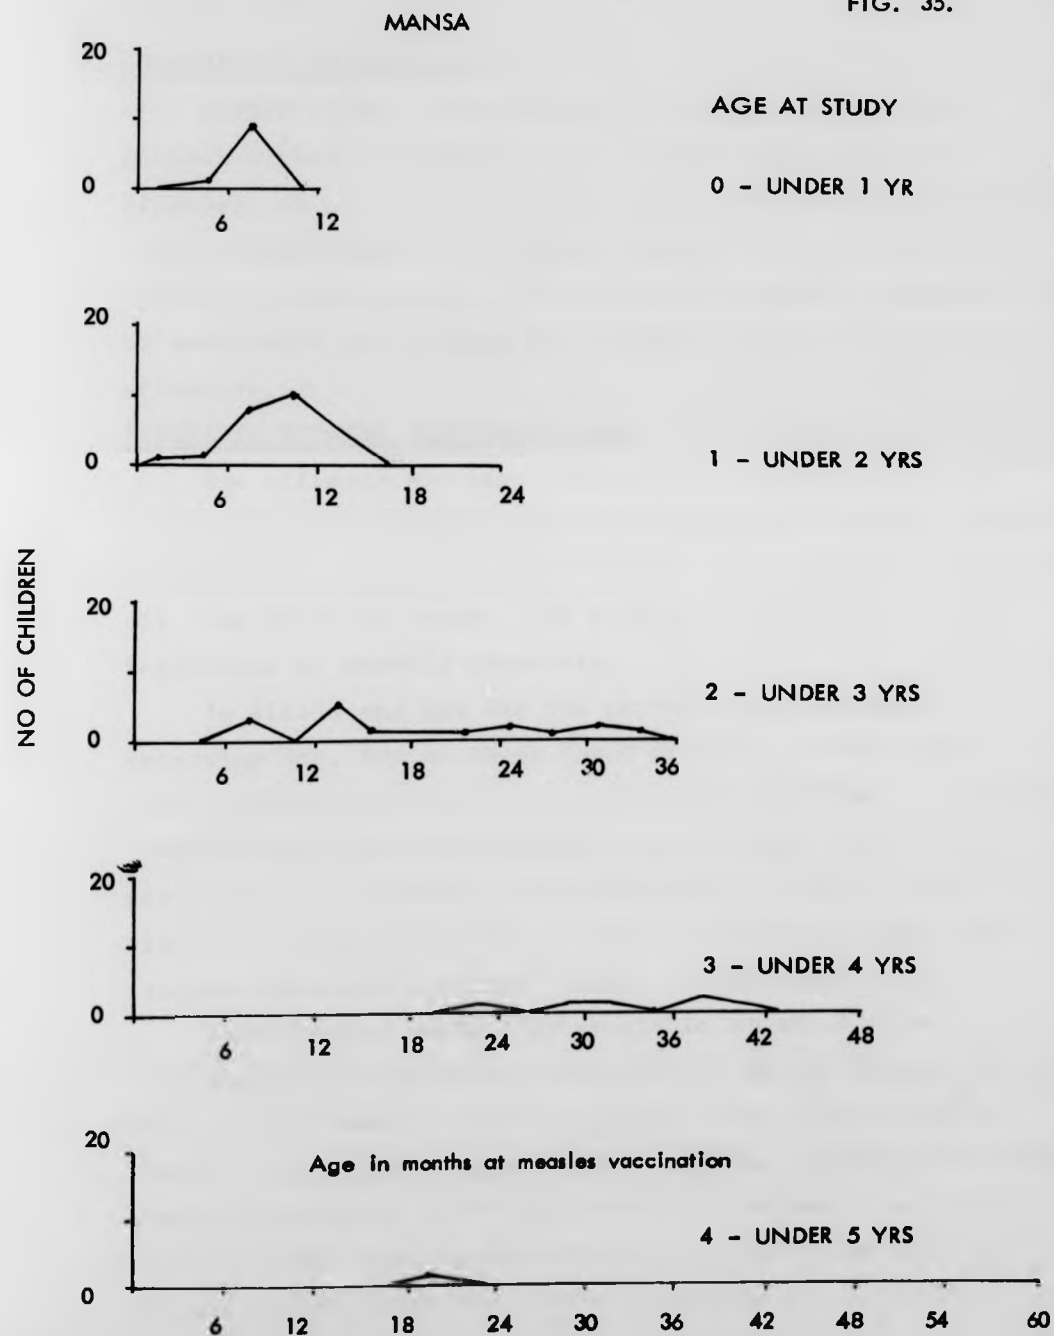 FIG. 35.
MANSA
20
0
6 12
AGE AT STUDY
0 - UNDER 1 YR
20
0
6 12 18 24
1 - UNDER 2 YRS
NO OF CHILDREN
20
0
6 12 18 24 30 36
2 - UNDER 3 YRS
20
0
6 12 18 24 30 36 42 48
3 - UNDER 4 YRS
20
0
Age in months at measles vaccination
4 - UNDER 5 YRS
6 12 18 24 30 36 42 48 54 60